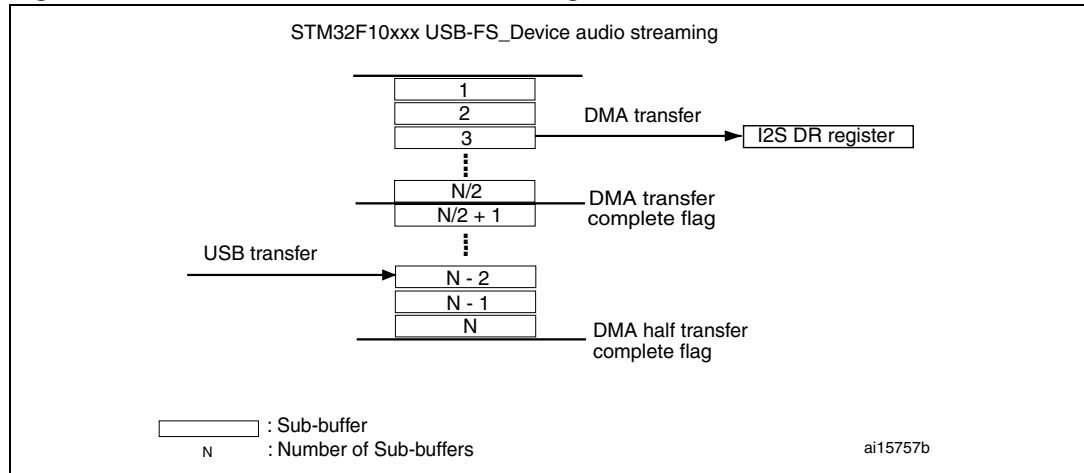 STM32F10xxx USB-FS_Device audio streaming
1
2
DMA transfer
3
I2S DR register
N/2
DMA transfer
complete flag
N/2 + 1
USB transfer
N - 2
N - 1
N
DMA half transfer
complete flag
: Sub-buffer
N : Number of Sub-buffers
ai15757b